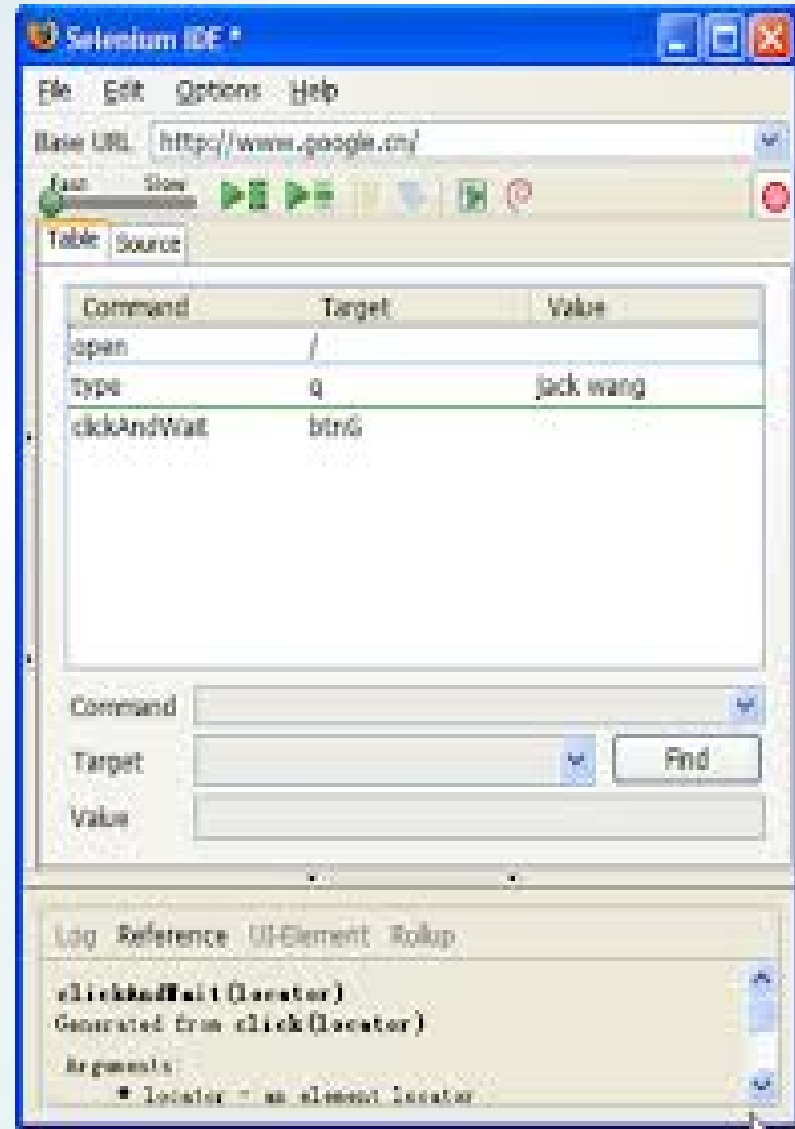 Selenium IDE *
File Edit Options Help
Base URL http://www.google.cn/
Fast Slow
Table Source
Command Target Value
open /
type q jack wang
clickAndWait btnG
Command
Target Find
Value
Log Reference UI-Element Rollup
clickAndWait(locator)
Generated from click(locator)
Arguments:
• locator - an element locator